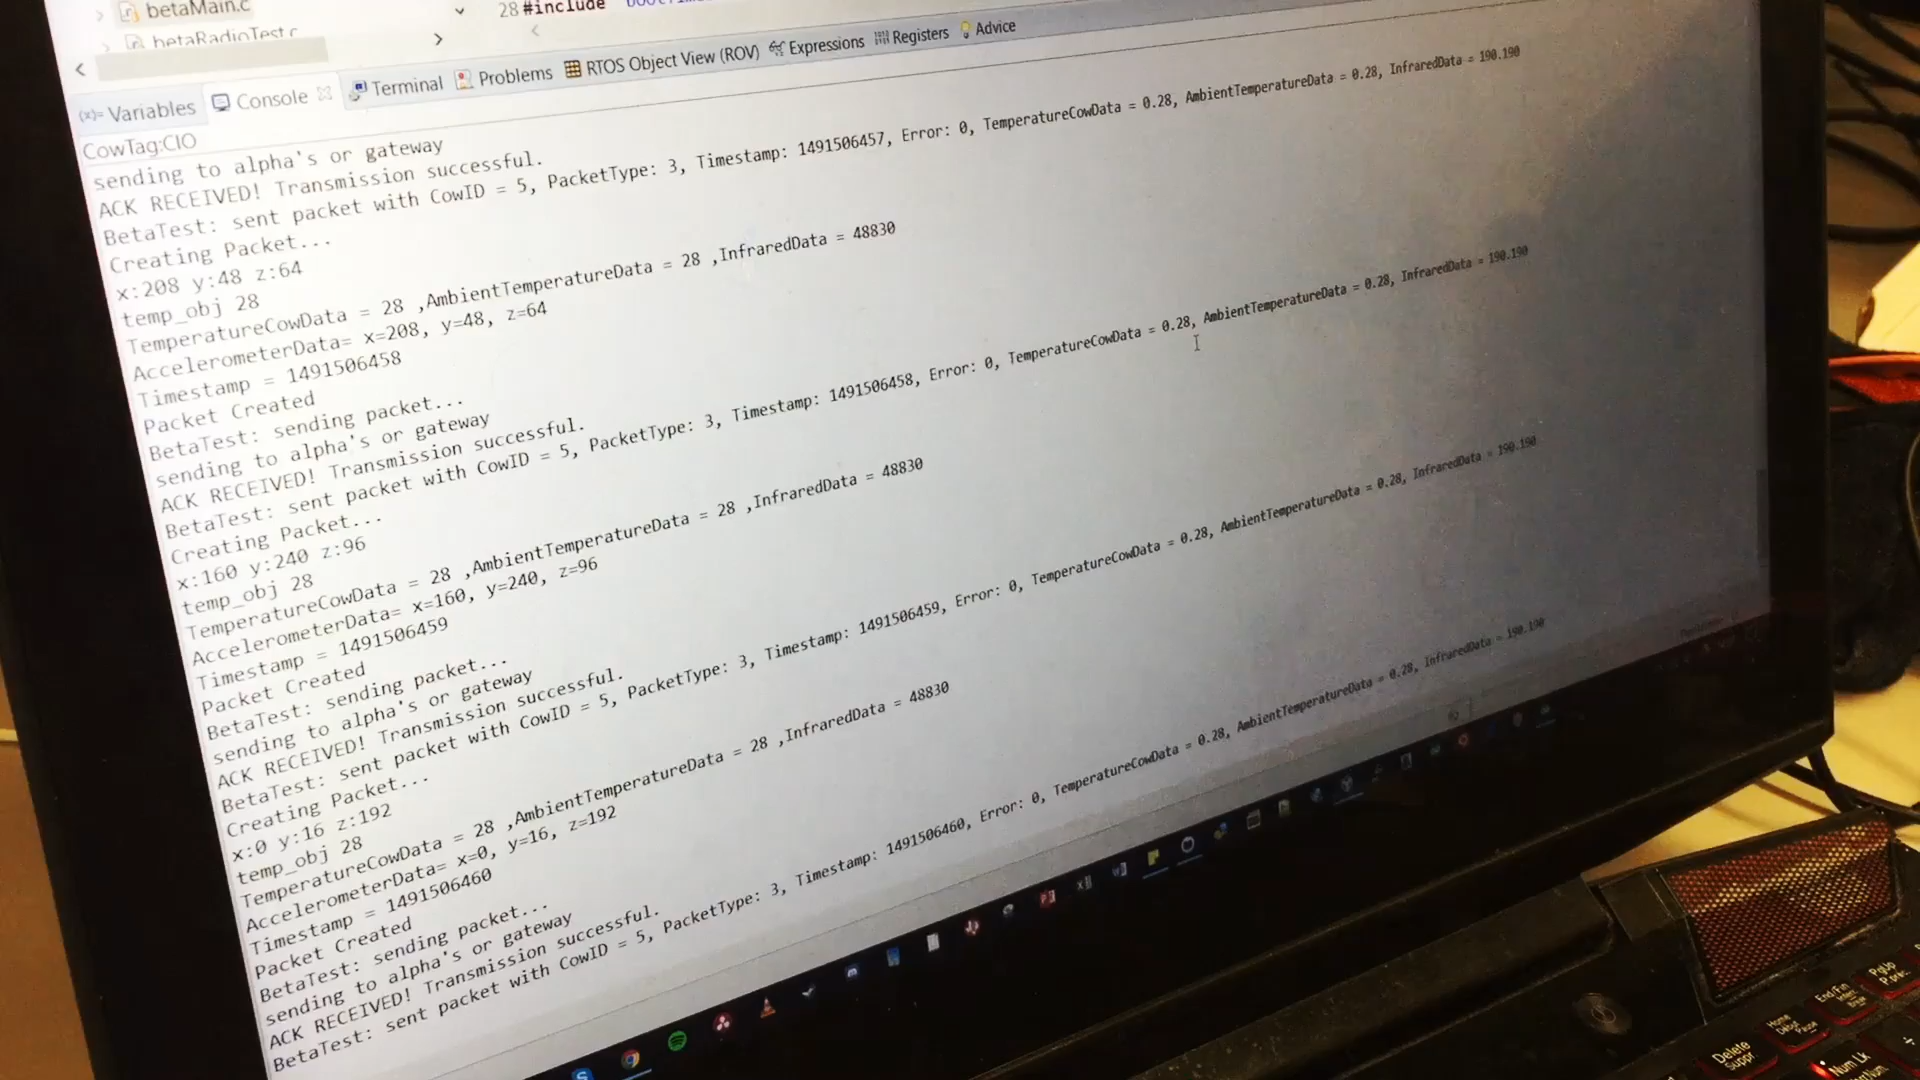 betaMain.c
betaRadioTest.c
28 #include
(x)= Variables Console Terminal Problems RTOS Object View (ROV) Expressions Registers Advice
CowTag:CIO
sending to alpha's or gateway
ACK RECEIVED! Transmission successful.
BetaTest: sent packet with CowID = 5, PacketType: 3, Timestamp: 1491506457, Error: 0, TemperatureCowData = 0.28, AmbientTemperatureData = 0.28, InfraredData = 190.190
Creating Packet...
x:208 y:48 z:64
temp_obj 28
TemperatureCowData = 28 ,AmbientTemperatureData = 28 ,InfraredData = 48830
AccelerometerData= x=208, y=48, z=64
Timestamp = 1491506458
Packet Created
BetaTest: sending packet...
sending to alpha's or gateway
ACK RECEIVED! Transmission successful.
BetaTest: sent packet with CowID = 5, PacketType: 3, Timestamp: 1491506458, Error: 0, TemperatureCowData = 0.28, AmbientTemperatureData = 0.28, InfraredData = 190.190
Creating Packet...
x:160 y:240 z:96
temp_obj 28
TemperatureCowData = 28 ,AmbientTemperatureData = 28 ,InfraredData = 48830
AccelerometerData= x=160, y=240, z=96
Timestamp = 1491506459
Packet Created
BetaTest: sending packet...
sending to alpha's or gateway
ACK RECEIVED! Transmission successful.
BetaTest: sent packet with CowID = 5, PacketType: 3, Timestamp: 1491506459, Error: 0, TemperatureCowData = 0.28, AmbientTemperatureData = 0.28, InfraredData = 190.190
Creating Packet...
x:0 y:16 z:192
temp_obj 28
TemperatureCowData = 28 ,AmbientTemperatureData = 28 ,InfraredData = 48830
AccelerometerData= x=0, y=16, z=192
Timestamp = 1491506460
Packet Created
BetaTest: sending packet...
sending to alpha's or gateway
ACK RECEIVED! Transmission successful.
BetaTest: sent packet with CowID = 5, PacketType: 3, Timestamp: 1491506460, Error: 0, TemperatureCowData = 0.28, AmbientTemperatureData = 0.28, InfraredData = 190.190
PgUp
End/Fin
Home
Delete
Suppr
Num Lk